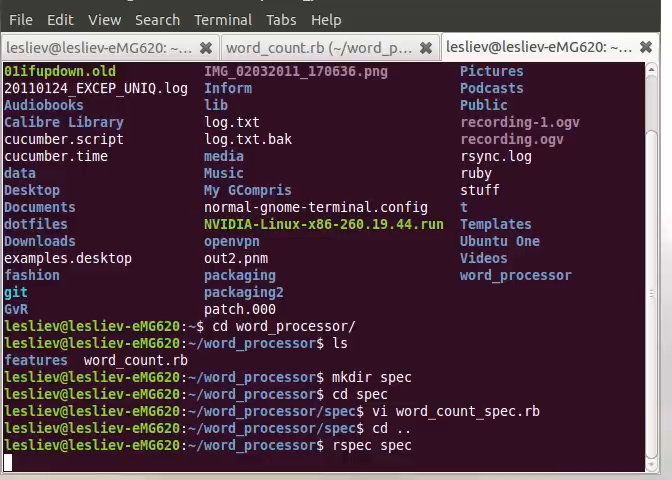 File Edit View Search Terminal Tabs Help
lesliev@lesliev-eMG620: ~... word_count.rb (~/word_p... lesliev@lesliev-eMG620: ~...
01ifupdown.old IMG_02032011_170636.png Pictures
20110124_EXCEP_UNIQ.log Inform Podcasts
Audiobooks lib Public
Calibre Library log.txt recording-1.ogv
cucumber.script log.txt.bak recording.ogv
cucumber.time media rsync.log
data Music ruby
Desktop My GCompris stuff
Documents normal-gnome-terminal.config t
dotfiles NVIDIA-Linux-x86-260.19.44.run Templates
Downloads openvpn Ubuntu One
examples.desktop out2.pnm Videos
fashion packaging word_processor
git packaging2
GvR patch.000
lesliev@lesliev-eMG620:~$ cd word_processor/
lesliev@lesliev-eMG620:~/word_processor$ ls
features word_count.rb
lesliev@lesliev-eMG620:~/word_processor$ mkdir spec
lesliev@lesliev-eMG620:~/word_processor$ cd spec
lesliev@lesliev-eMG620:~/word_processor/spec$ vi word_count_spec.rb
lesliev@lesliev-eMG620:~/word_processor/spec$ cd ..
lesliev@lesliev-eMG620:~/word_processor$ rspec spec